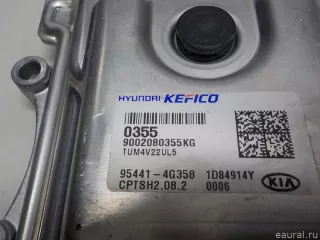 HYUNDAI KEFICO
0355
9002080355KG
TUM4V22UL5
95441-4G358 1D84914Y
CPTSH2.08.2 0006 KIA
© eaural.ru